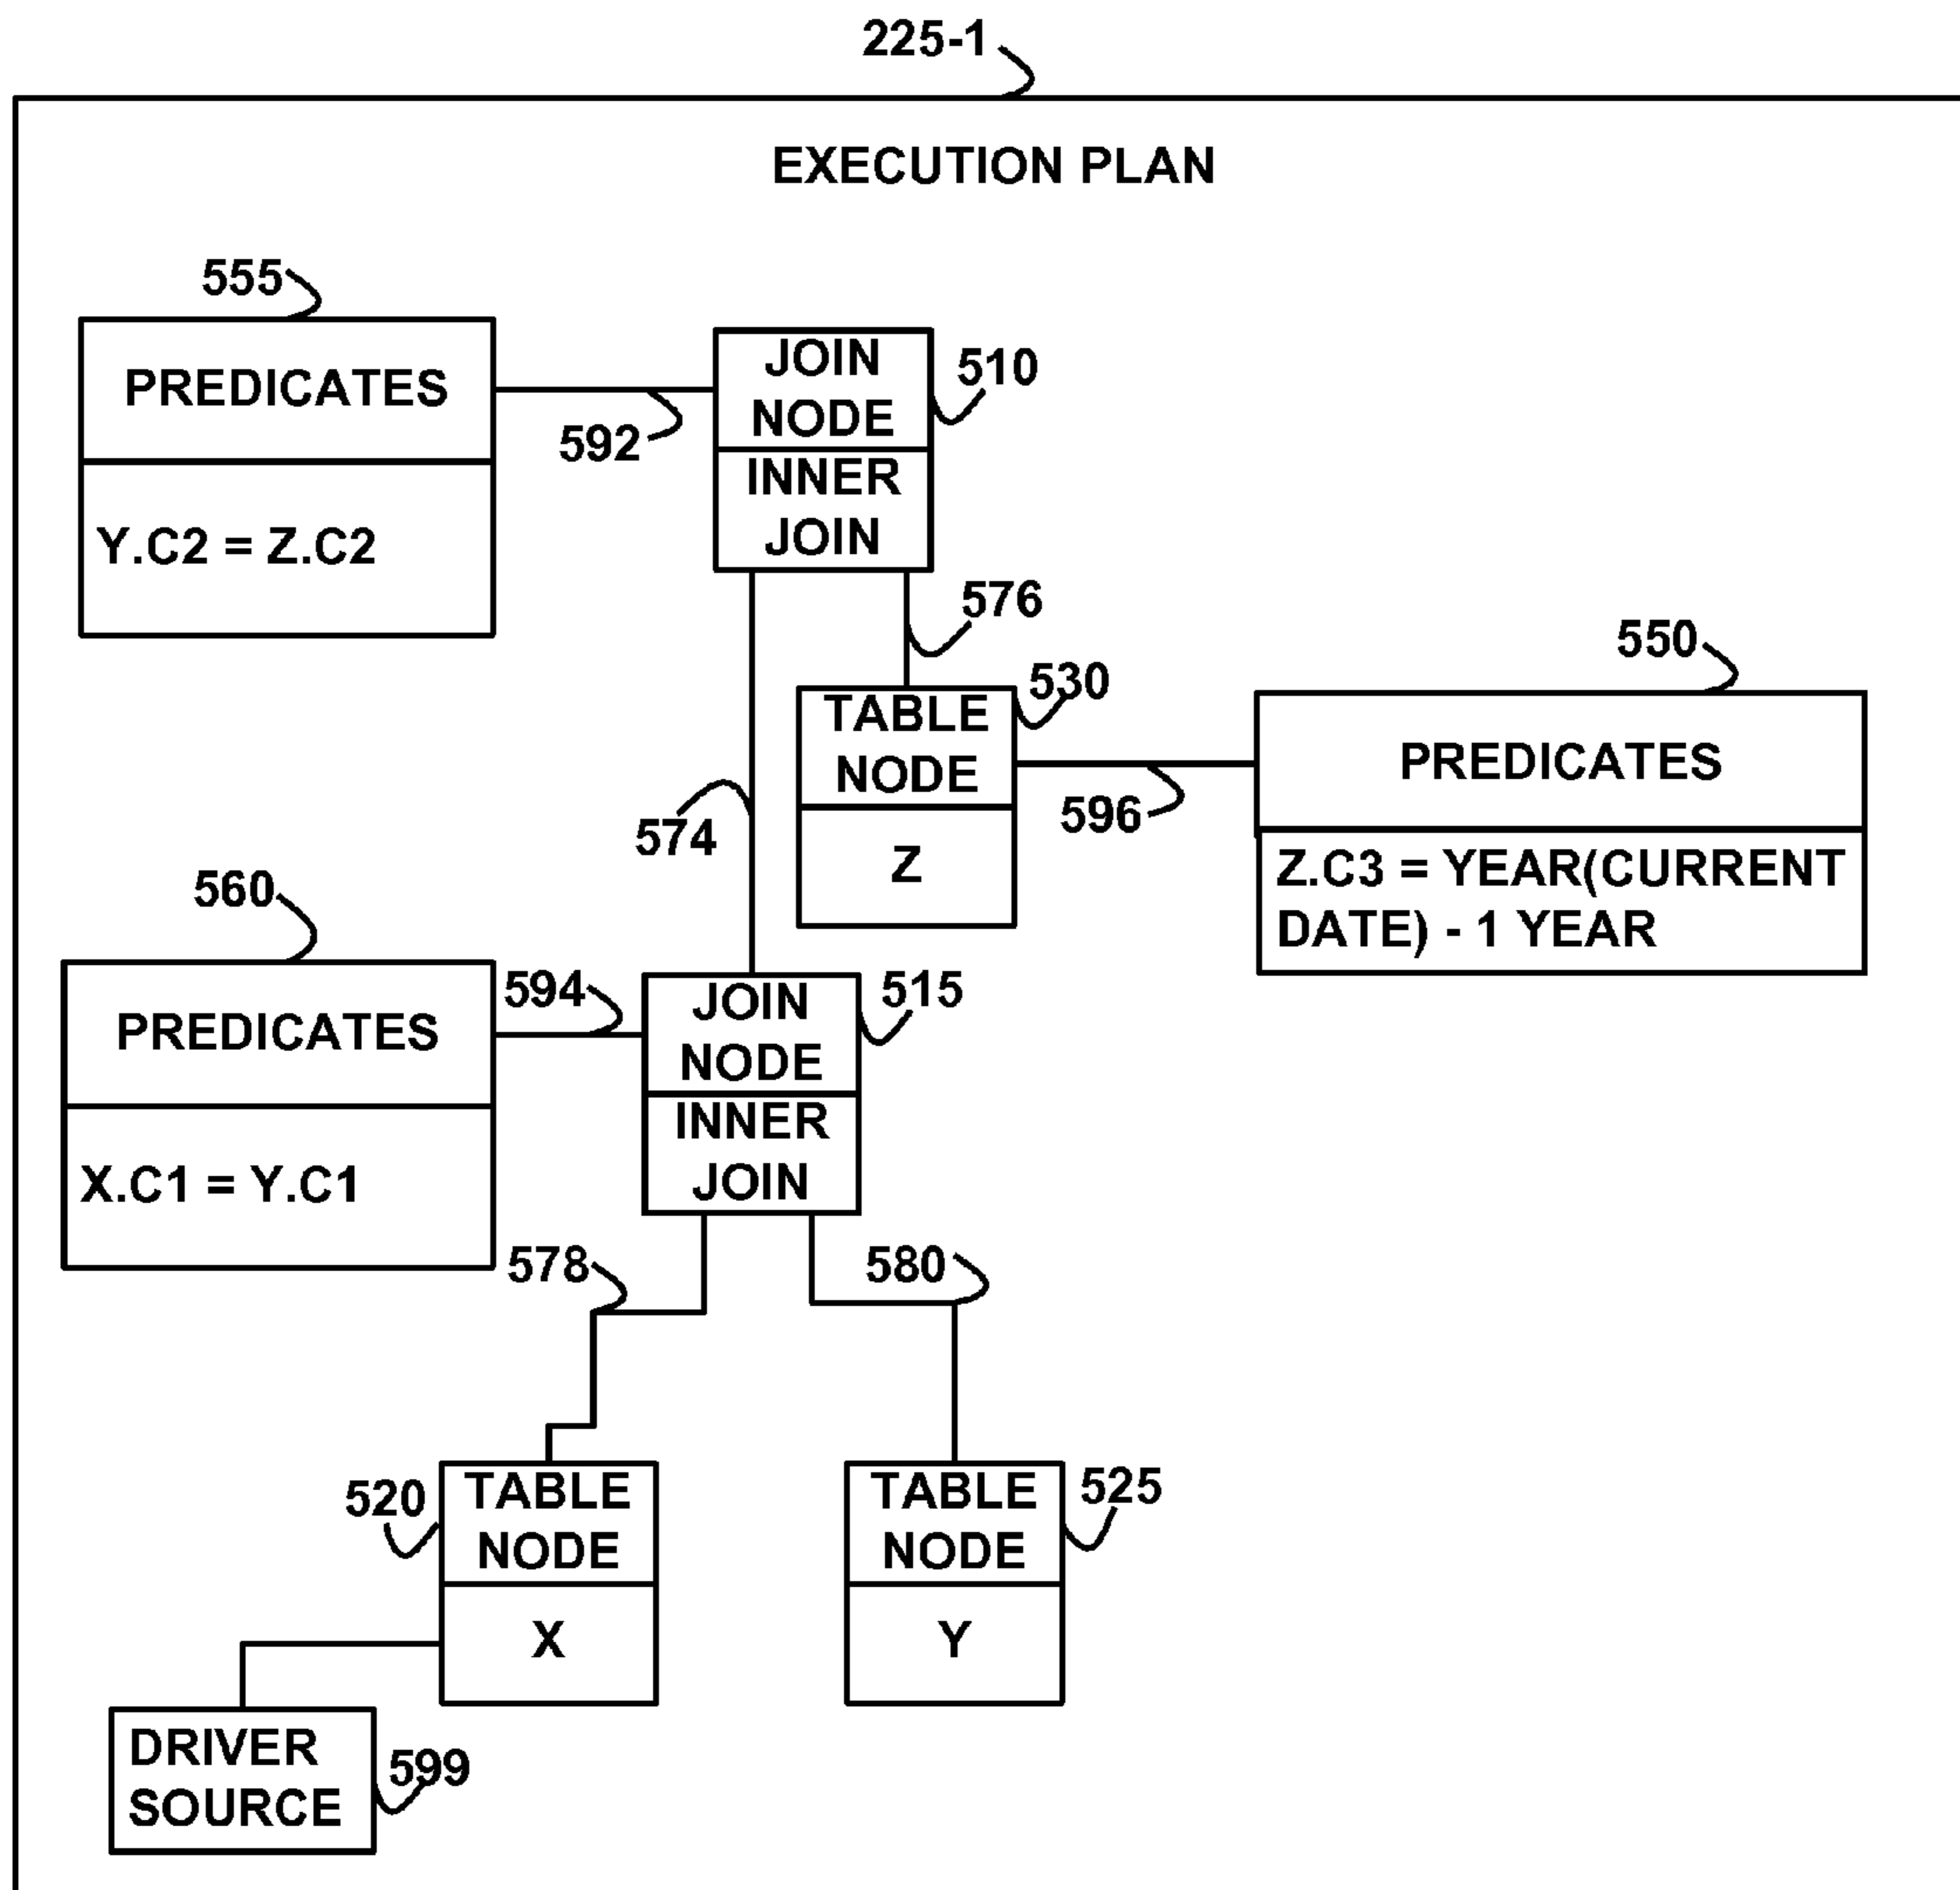 225-1
EXECUTION PLAN
555
PREDICATES
Y.C2 = Z.C2
592
JOIN
NODE
INNER
JOIN
510
576
574
530
TABLE
NODE
Z
596
550
PREDICATES
Z.C3 = YEAR(CURRENT
DATE) - 1 YEAR
560
PREDICATES
X.C1 = Y.C1
594
JOIN
NODE
INNER
JOIN
515
578
580
520
TABLE
NODE
X
TABLE
NODE
Y
525
DRIVER
SOURCE
599